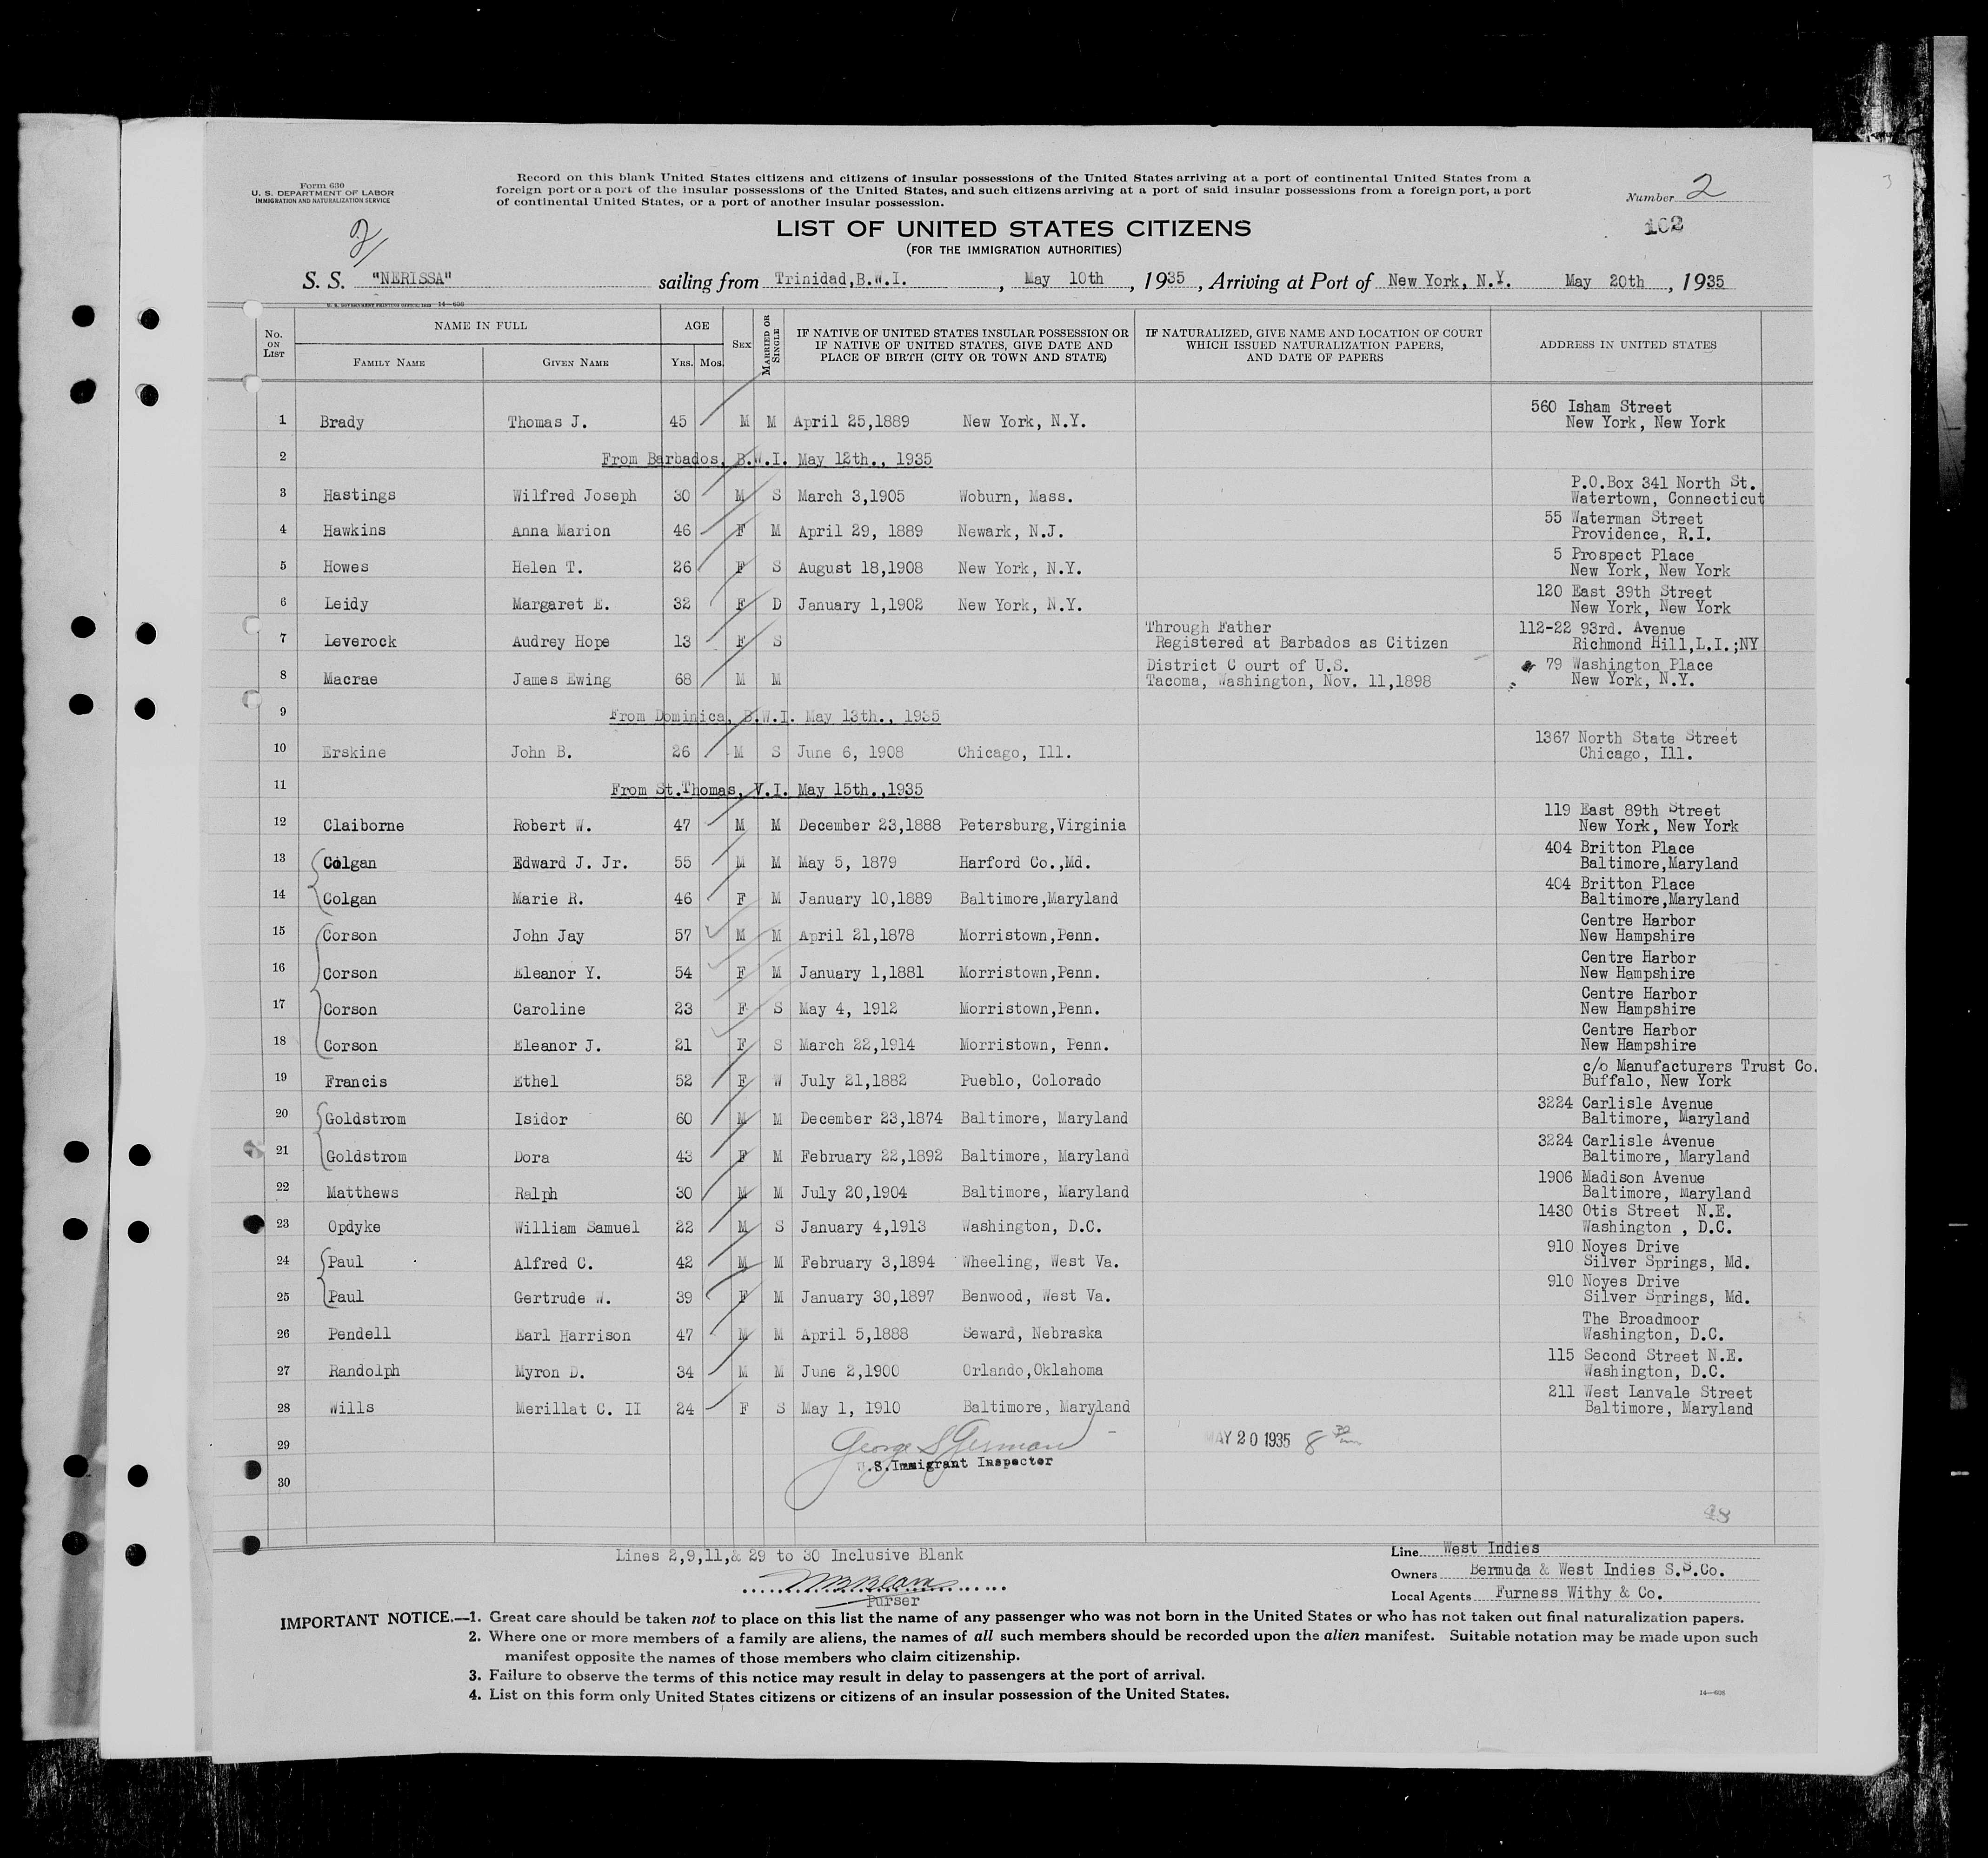 Form 630
U. S. DEPARTMENT OF LABOR
IMMIGRATION AND NATURALIZATION SERVICE
Record on this blank United States citizens and citizens of insular possessions of the United States arriving at a port of continental United States from a
foreign port or a port of the insular possessions of the United States, and such citizens arriving at a port of said insular possessions from a foreign port, a port
of continental United States, or a port of another insular possession.
Number 2
102
2/
LIST OF UNITED STATES CITIZENS
(FOR THE IMMIGRATION AUTHORITIES)
S. S. "NERISSA" sailing from Trinidad,B.W.I. , May 10th , 1935 , Arriving at Port of New York, N.Y. May 20th , 1935
No. ON LIST NAME IN FULL AGE SEX MARRIED OR SINGLE IF NATIVE OF UNITED STATES INSULAR POSSESSION OR IF NATIVE OF UNITED STATES, GIVE DATE AND PLACE OF BIRTH (CITY OR TOWN AND STATE) IF NATURALIZED, GIVE NAME AND LOCATION OF COURT WHICH ISSUED NATURALIZATION PAPERS, AND DATE OF PAPERS ADDRESS IN UNITED STATES
FAMILY NAME GIVEN NAME YRS. MOS.
1 Brady Thomas J. 45 M M April 25,1889 New York, N.Y. 560 Isham Street New York, New York
2 From Barbados, B.W.I. May 12th., 1935
3 Hastings Wilfred Joseph 30 M S March 3,1905 Woburn, Mass. P.O.Box 341 North St. Watertown, Connecticut
4 Hawkins Anna Marion 46 F M April 29, 1889 Newark, N.J. 55 Waterman Street Providence, R.I.
5 Howes Helen T. 26 F S August 18,1908 New York, N.Y. 5 Prospect Place New York, New York
6 Leidy Margaret E. 32 F D January 1,1902 New York, N.Y. 120 East 39th Street New York, New York
7 Leverock Audrey Hope 13 F S Through Father Registered at Barbados as Citizen 112-22 93rd. Avenue Richmond Hill,L.I.;NY
8 Macrae James Ewing 68 M M District C ourt of U.S. Tacoma, Washington, Nov. 11,1898 79 Washington Place New York, N.Y.
9 From Dominica, B.W.I. May 13th., 1935
10 Erskine John B. 26 M S June 6, 1908 Chicago, Ill. 1367 North State Street Chicago, Ill.
11 From St.Thomas, V.I. May 15th.,1935
12 Claiborne Robert W. 47 M M December 23,1888 Petersburg,Virginia 119 East 89th Street New York, New York
13 Colgan Edward J. Jr. 55 M M May 5, 1879 Harford Co.,Md. 404 Britton Place Baltimore,Maryland
14 Colgan Marie R. 46 F M January 10,1889 Baltimore,Maryland 404 Britton Place Baltimore,Maryland
15 Corson John Jay 57 M M April 21,1878 Morristown,Penn. Centre Harbor New Hampshire
16 Corson Eleanor Y. 54 F M January 1,1881 Morristown,Penn. Centre Harbor New Hampshire
17 Corson Caroline 23 F S May 4, 1912 Morristown,Penn. Centre Harbor New Hampshire
18 Corson Eleanor J. 21 F S March 22,1914 Morristown, Penn. Centre Harbor New Hampshire
19 Francis Ethel 52 F W July 21,1882 Pueblo, Colorado c/o Manufacturers Trust Co. Buffalo, New York
20 Goldstrom Isidor 60 M M December 23,1874 Baltimore, Maryland 3224 Carlisle Avenue Baltimore, Maryland
21 Goldstrom Dora 43 F M February 22,1892 Baltimore, Maryland 3224 Carlisle Avenue Baltimore, Maryland
22 Matthews Ralph 30 M M July 20,1904 Baltimore, Maryland 1906 Madison Avenue Baltimore, Maryland
23 Opdyke William Samuel 22 M S January 4,1913 Washington, D.C. 1430 Otis Street N.E. Washington , D.C.
24 Paul Alfred C. 42 M M February 3,1894 Wheeling, West Va. 910 Noyes Drive Silver Springs, Md.
25 Paul Gertrude W. 39 F M January 30,1897 Benwood, West Va. 910 Noyes Drive Silver Springs, Md.
26 Pendell Earl Harrison 47 M M April 5,1888 Seward, Nebraska The Broadmoor Washington, D.C.
27 Randolph Myron D. 34 M M June 2,1900 Orlando,Oklahoma 115 Second Street N.E. Washington, D.C.
28 Wills Merillat C. II 24 F S May 1, 1910 Baltimore, Maryland 211 West Lanvale Street Baltimore, Maryland
29 George S German MAY 20 1935 8 30
U.S.Immigrant Inspector
30
48
Lines 2,9,11,& 29 to 30 Inclusive Blank
Purser
Line West Indies
Owners Bermuda & West Indies S.S.Co.
Local Agents Furness Withy & Co.
IMPORTANT NOTICE.—1. Great care should be taken not to place on this list the name of any passenger who was not born in the United States or who has not taken out final naturalization papers.
2. Where one or more members of a family are aliens, the names of all such members should be recorded upon the alien manifest. Suitable notation may be made upon such
manifest opposite the names of those members who claim citizenship.
3. Failure to observe the terms of this notice may result in delay to passengers at the port of arrival.
4. List on this form only United States citizens or citizens of an insular possession of the United States.
14—608